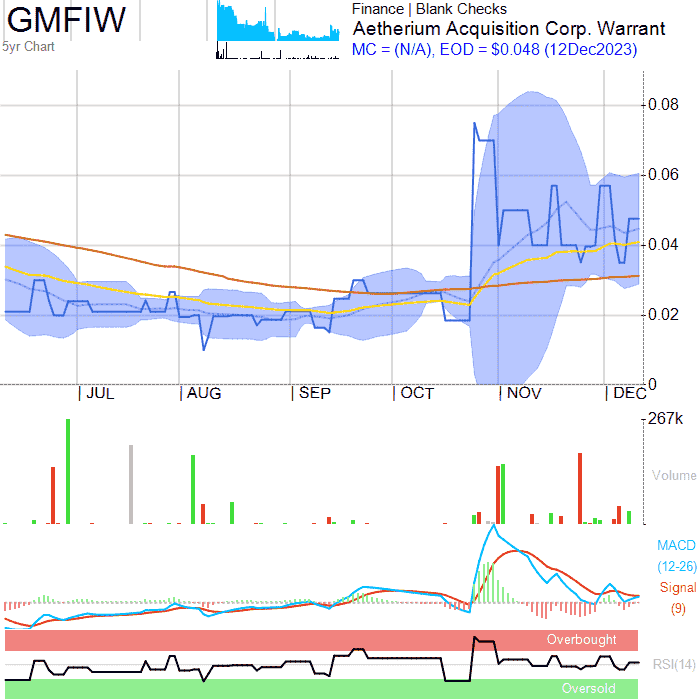 GMFIW
5yr Chart
Finance | Blank Checks
Aetherium Acquisition Corp. Warrant
MC = (N/A), EOD = $0.048 (12Dec2023)
0.08
0.06
0.04
0.02
0
| JUL | AUG | SEP | OCT | NOV | DEC
267k
Volume
MACD
(12-26)
Signal
(9)
Overbought
RSI(14)
Oversold